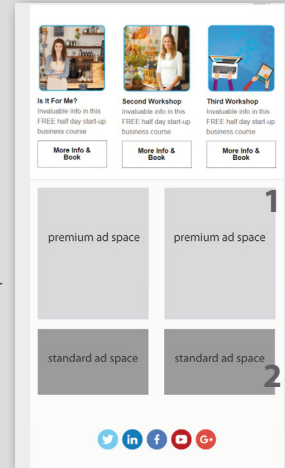 Is It For Me?
Invaluable info in this
FREE half day start-up
business course
More Info &
Book
Second Workshop
Invaluable info in this
FREE half day start-up
business course
More Info &
Book
Third Workshop
Invaluable info in this
FREE half day start-up
business course
More Info &
Book
1
premium ad space
premium ad space
standard ad space
standard ad space
2
in
f
G+